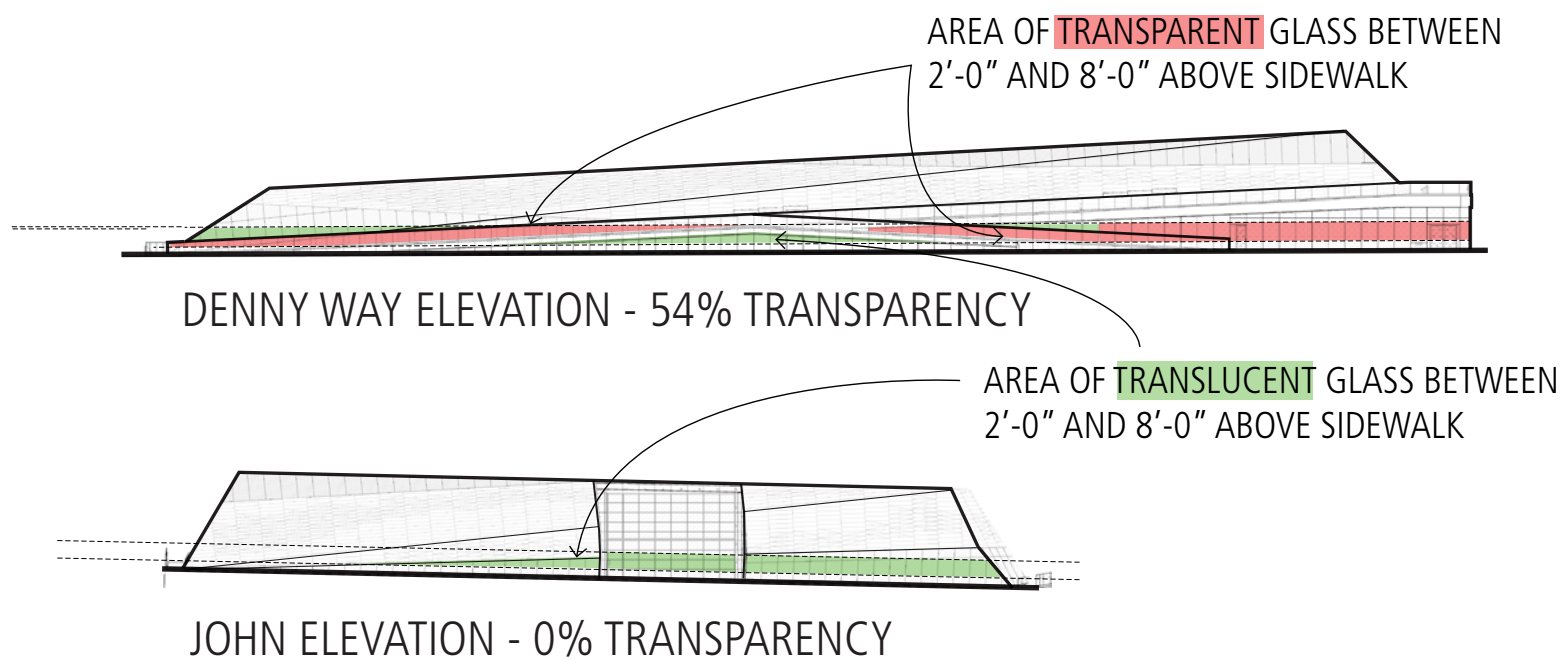 AREA OF TRANSPARENT GLASS BETWEEN
2'-0" AND 8'-0" ABOVE SIDEWALK
DENNY WAY ELEVATION - 54% TRANSPARENCY
AREA OF TRANSLUCENT GLASS BETWEEN
2'-0" AND 8'-0" ABOVE SIDEWALK
JOHN ELEVATION - 0% TRANSPARENCY